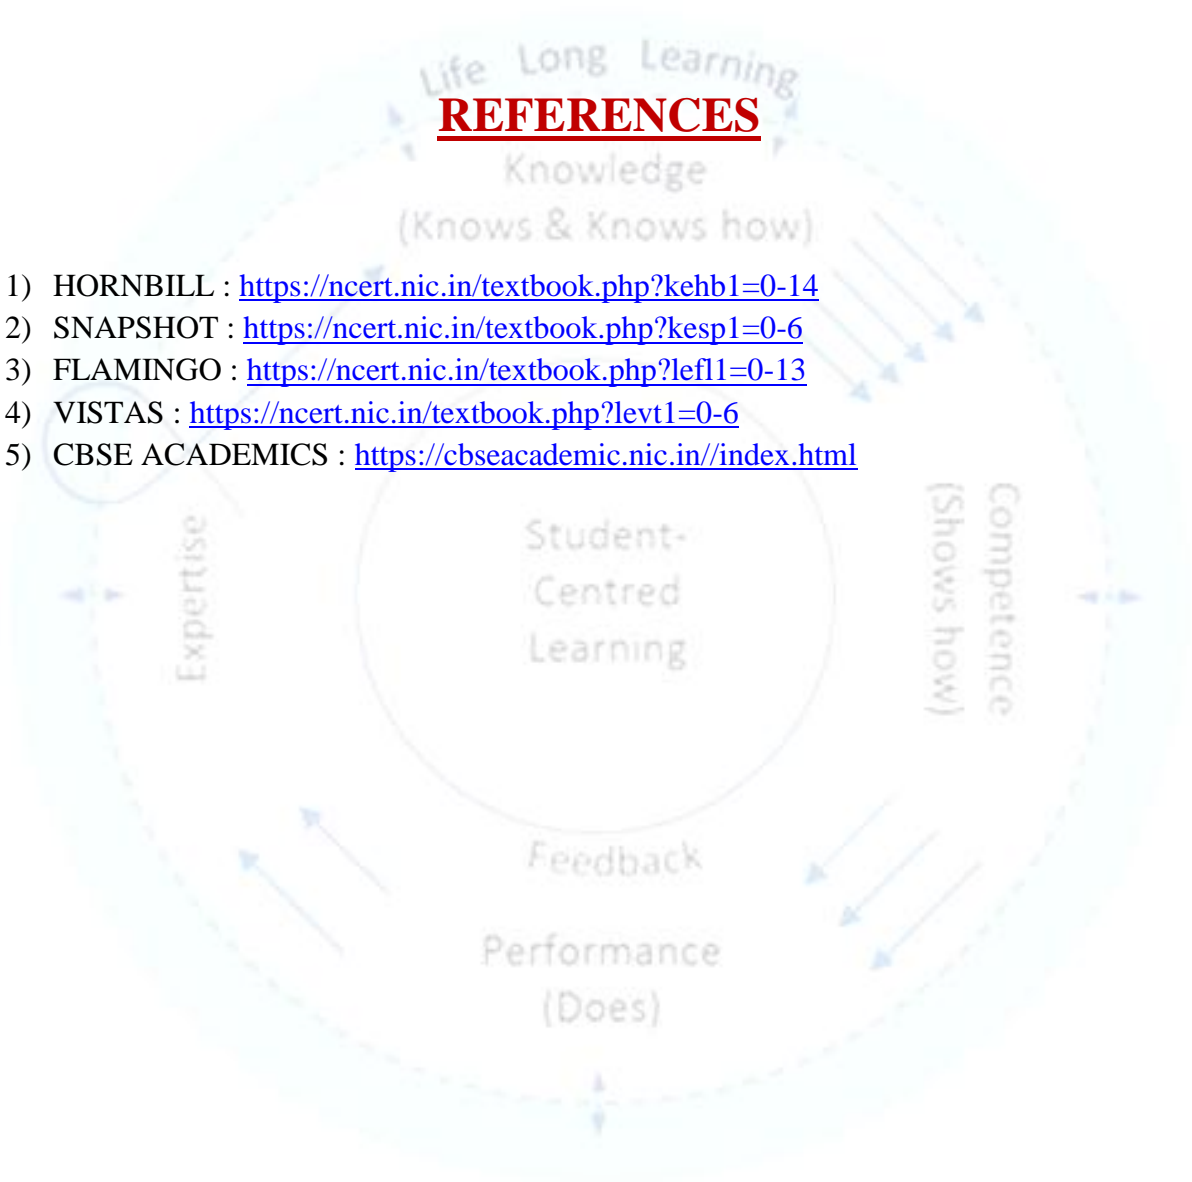 Life Long Learning
REFERENCES
Knowledge
(Knows & Knows how)
1) HORNBILL : https://ncert.nic.in/textbook.php?kehb1=0-14
2) SNAPSHOT : https://ncert.nic.in/textbook.php?kesp1=0-6
3) FLAMINGO : https://ncert.nic.in/textbook.php?lefl1=0-13
4) VISTAS : https://ncert.nic.in/textbook.php?levt1=0-6
5) CBSE ACADEMICS : https://cbseacademic.nic.in//index.html
Expertise
Student-
Centred
Learning
Competence
(Shows how)
Feedback
Performance
(Does)